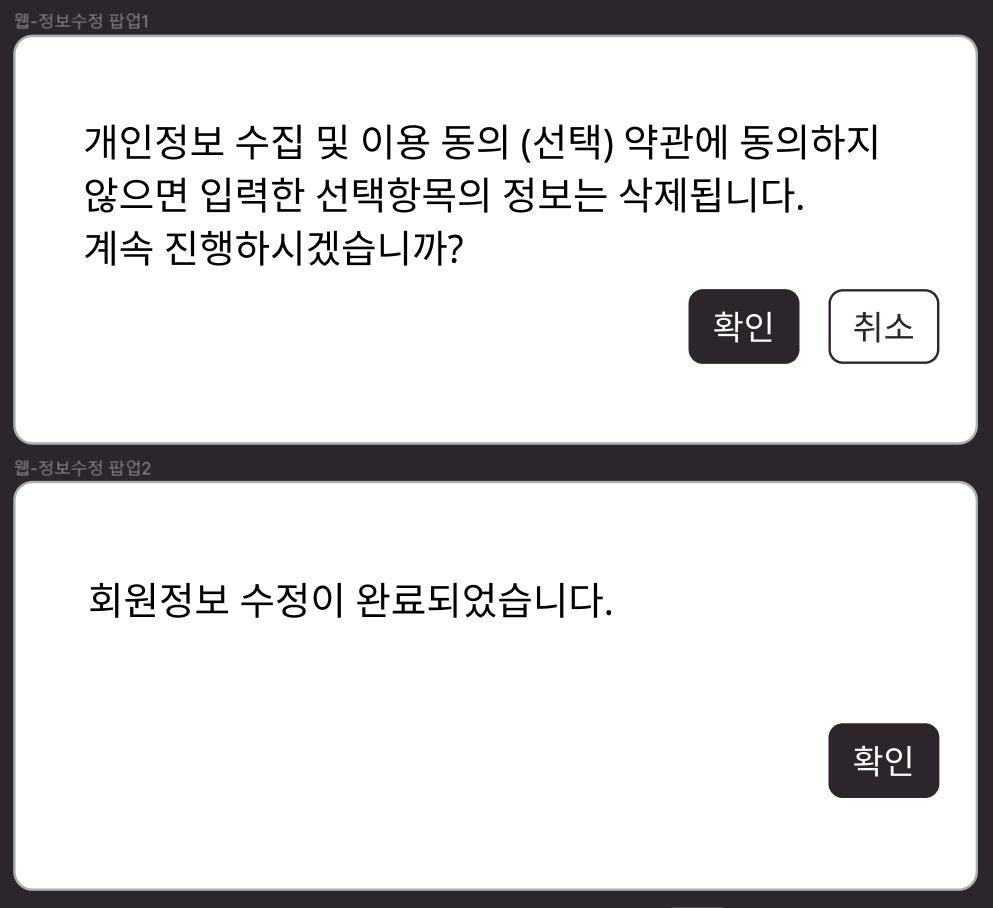 웹-정보수정 팝업1
개인정보 수집 및 이용 동의 (선택) 약관에 동의하지
않으면 입력한 선택항목의 정보는 삭제됩니다.
계속 진행하시겠습니까?
확인 취소
웹-정보수정 팝업2
회원정보 수정이 완료되었습니다.
확인